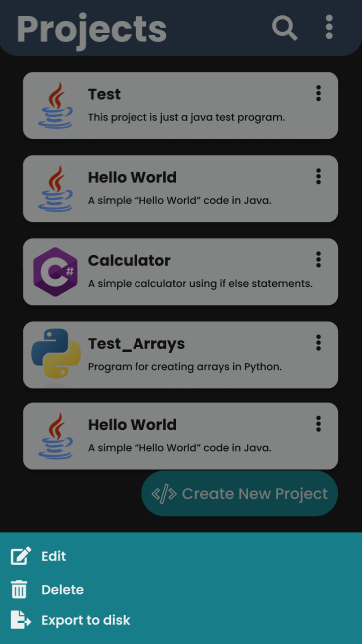 Projects
Test
This project is just a java test program.
Hello World
A simple “Hello World” code in Java.
C#
Calculator
A simple calculator using if else statements.
Test_Arrays
Program for creating arrays in Python.
Hello World
A simple “Hello World” code in Java.
</> Create New Project
Edit
Delete
Export to disk